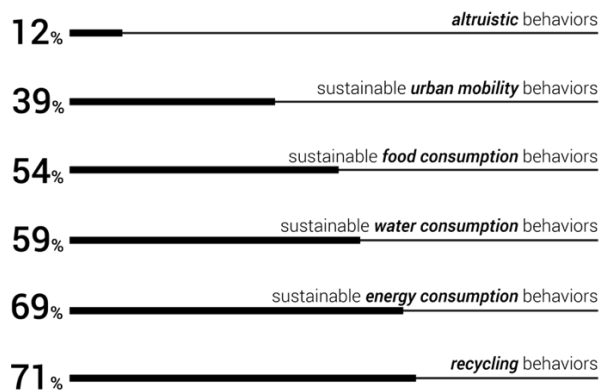 altruistic behaviors
12%
sustainable urban mobility behaviors
39%
sustainable food consumption behaviors
54%
sustainable water consumption behaviors
59%
sustainable energy consumption behaviors
69%
recycling behaviors
71%